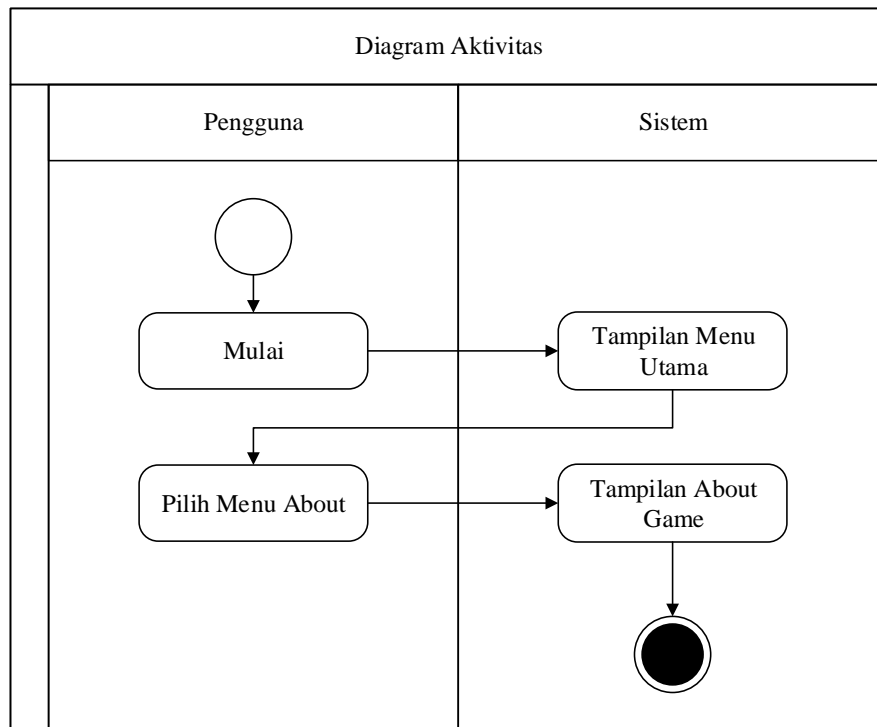 Diagram Aktivitas
Pengguna
Sistem
Mulai
Tampilan Menu
Utama
Pilih Menu About
Tampilan About
Game